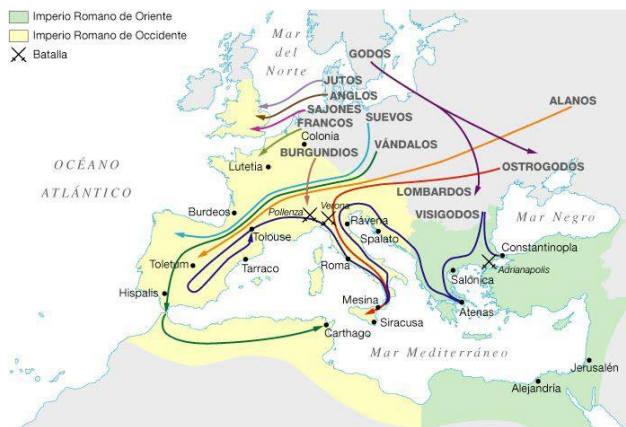 Imperio Romano de Oriente
Imperio Romano de Occidente
Batalla
Mar
del
Norte
GODOS
JUTOS
ANGLOS
SAJONES
SUEVOS
ALANOS
FRANCOS
Colonia
VÁNDALOS
BURGUNDIOS
Lutetia
OSTROGODOS
OCÉANO
ATLÁNTICO
LOMBARDOS
VISIGODOS
Mar Negro
Burdeos
Pollenza
Verona
Rávena
Spalato
Tolouse
Constantinopla
Adrianapolis
Toletum
Tarraco
Roma
Salónica
Hispalis
Mesina
Atenas
Siracusa
Carthago
Mar Mediterráneo
Jerusalén
Alejandría